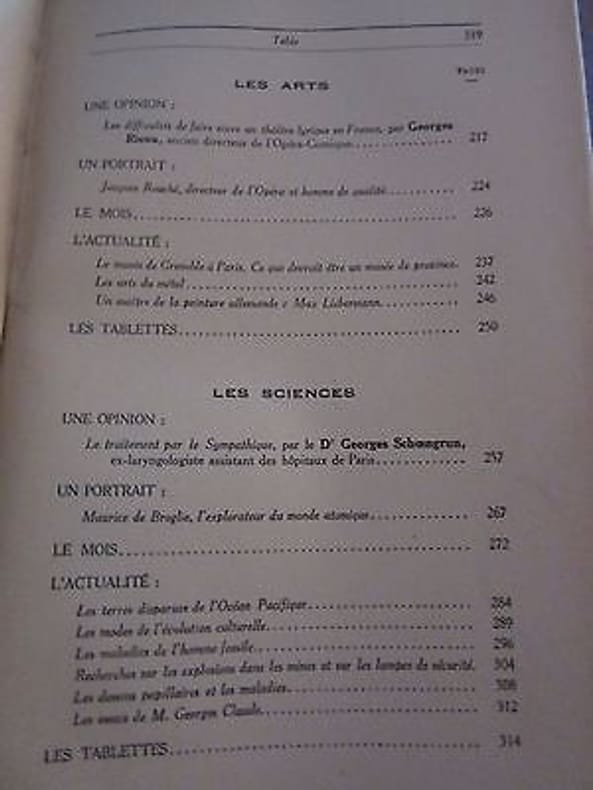 Table 319
PAGES
LES ARTS
UNE OPINION :
Les difficultés de faire vivre un théâtre lyrique en France, par Georges
Ricou, ancien directeur de l'Opéra-Comique................ 217
UN PORTRAIT :
Jacques Rouché, directeur de l'Opéra et homme de qualité............ 224
LE MOIS.................................................. 226
L'ACTUALITÉ :
Le musée de Grenoble à Paris. Ce que devrait être un musée de province. 237
Les arts du métal........................................ 242
Un maître de la peinture allemande : Max Liebermann............ 246
LES TABLETTES........................................ 250
LES SCIENCES
UNE OPINION :
Le traitement par le Sympathique, par le Dr Georges Schœngrun,
ex-laryngologiste assistant des hôpitaux de Paris............ 257
UN PORTRAIT :
Maurice de Broglie, l'explorateur du monde atomique............... 267
LE MOIS.................................................. 272
L'ACTUALITÉ :
Les terres disparues de l'Océan Pacifique..................... 284
Les modes de l'évolution culturelle.............................. 289
Les maladies de l'homme fossile................................ 296
Recherches sur les explosions dans les mines et sur les lampes de sécurité. 304
Les dessins papillaires et les maladies........................... 308
Les essais de M. Georges Claude.............................. 312
LES TABLETTES........................................ 314